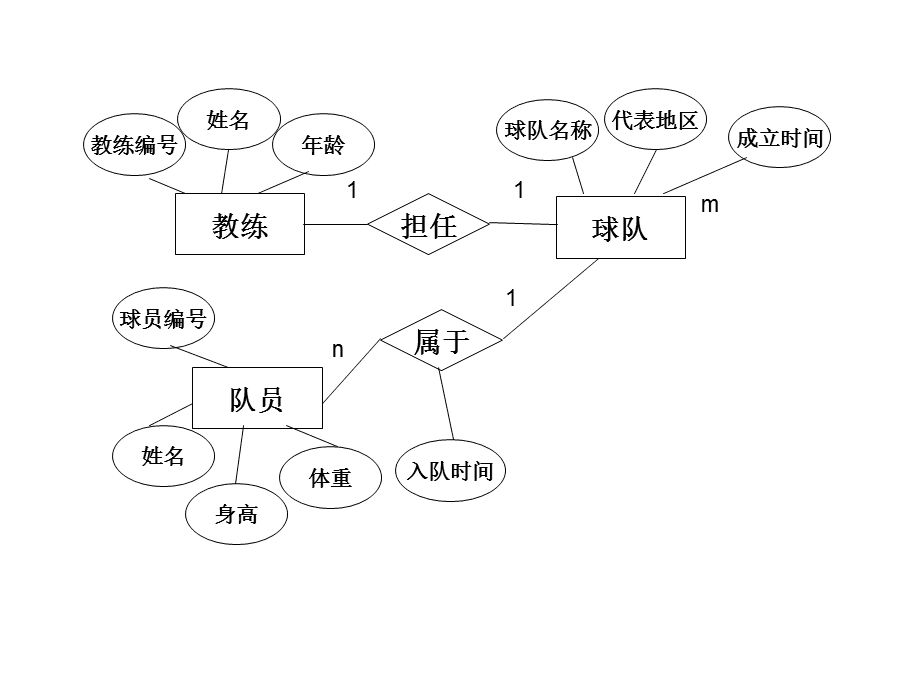 姓名
代表地区
球队名称
教练编号
年龄
成立时间
1
1
m
教练
担任
球队
1
球员编号
n
属于
队员
姓名
体重
入队时间
身高